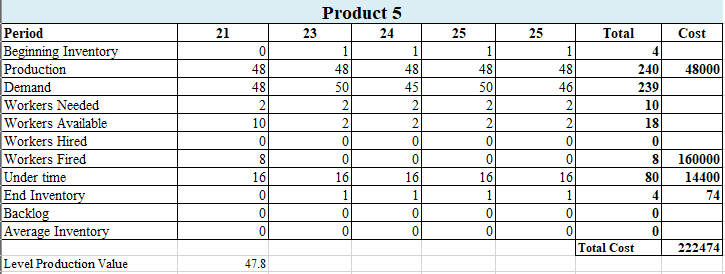 Product 5
Period 21 23 24 25 25 Total Cost
Beginning Inventory 0 1 1 1 1 4
Production 48 48 48 48 48 240 48000
Demand 48 50 45 50 46 239
Workers Needed 2 2 2 2 2 10
Workers Available 10 2 2 2 2 18
Workers Hired 0 0 0 0 0 0
Workers Fired 8 0 0 0 0 8 160000
Under time 16 16 16 16 16 80 14400
End Inventory 0 1 1 1 1 4 74
Backlog 0 0 0 0 0 0
Average Inventory 0 0 0 0 0 0
Total Cost 222474
Level Production Value 47.8